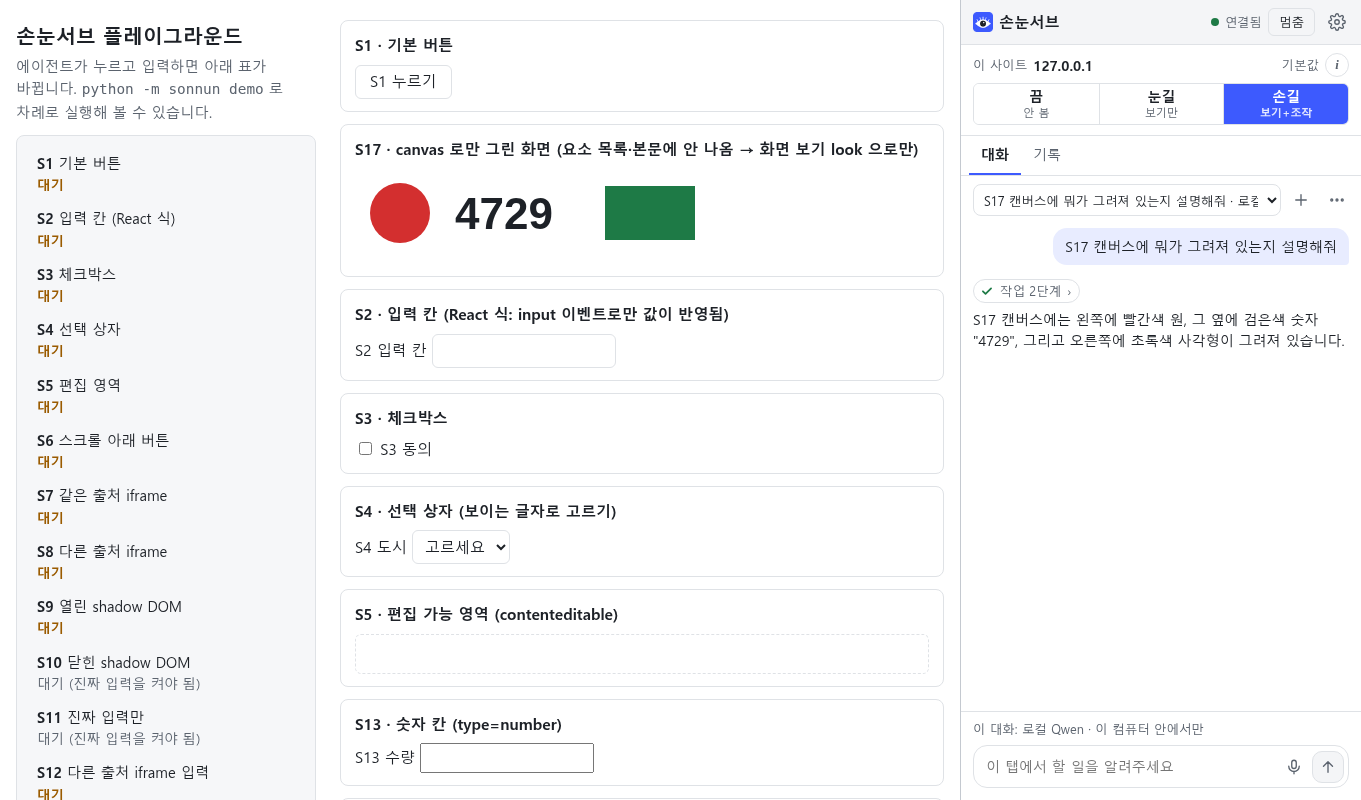 손눈서브 플레이그라운드
에이전트가 누르고 입력하면 아래 표가
바뀝니다. python -m sonnun demo 로
차례로 실행해 볼 수 있습니다.
S1 기본 버튼
대기
S2 입력 칸 (React 식)
대기
S3 체크박스
대기
S4 선택 상자
대기
S5 편집 영역
대기
S6 스크롤 아래 버튼
대기
S7 같은 출처 iframe
대기
S8 다른 출처 iframe
대기
S9 열린 shadow DOM
대기
S10 닫힌 shadow DOM
대기 (진짜 입력을 켜야 됨)
S11 진짜 입력만
대기 (진짜 입력을 켜야 됨)
S12 다른 출처 iframe 입력
대기
S1 · 기본 버튼
S1 누르기
S17 · canvas 로만 그린 화면 (요소 목록·본문에 안 나옴 → 화면 보기 look 으로만)
4729
S2 · 입력 칸 (React 식: input 이벤트로만 값이 반영됨)
S2 입력 칸
S3 · 체크박스
S3 동의
S4 · 선택 상자 (보이는 글자로 고르기)
S4 도시 고르세요
S5 · 편집 가능 영역 (contenteditable)
S13 · 숫자 칸 (type=number)
S13 수량
손눈서브
연결됨 멈춤
이 사이트 127.0.0.1 기본값 i
끔 눈길 손길
안 봄 보기만 보기+조작
대화 기록
S17 캔버스에 뭐가 그려져 있는지 설명해줘 · 로컬
S17 캔버스에 뭐가 그려져 있는지 설명해줘
작업 2단계 ›
S17 캔버스에는 왼쪽에 빨간색 원, 그 옆에 검은색 숫자
"4729", 그리고 오른쪽에 초록색 사각형이 그려져 있습니다.
이 대화: 로컬 Qwen · 이 컴퓨터 안에서만
이 탭에서 할 일을 알려주세요